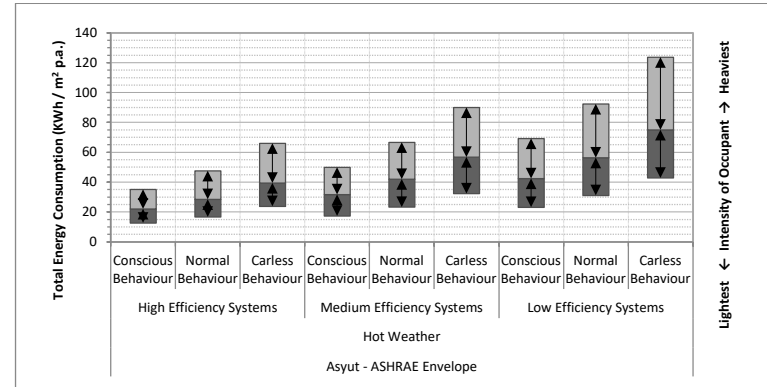 Total Energy Consumption (KWh / m² p.a.)
140
120
100
80
60
40
20
0
Conscious Behaviour
Normal Behaviour
Carless Behaviour
Conscious Behaviour
Normal Behaviour
Carless Behaviour
Conscious Behaviour
Normal Behaviour
Carless Behaviour
High Efficiency Systems
Medium Efficiency Systems
Low Efficiency Systems
Hot Weather
Asyut - ASHRAE Envelope
Lightest ← Intensity of Occupant → Heaviest